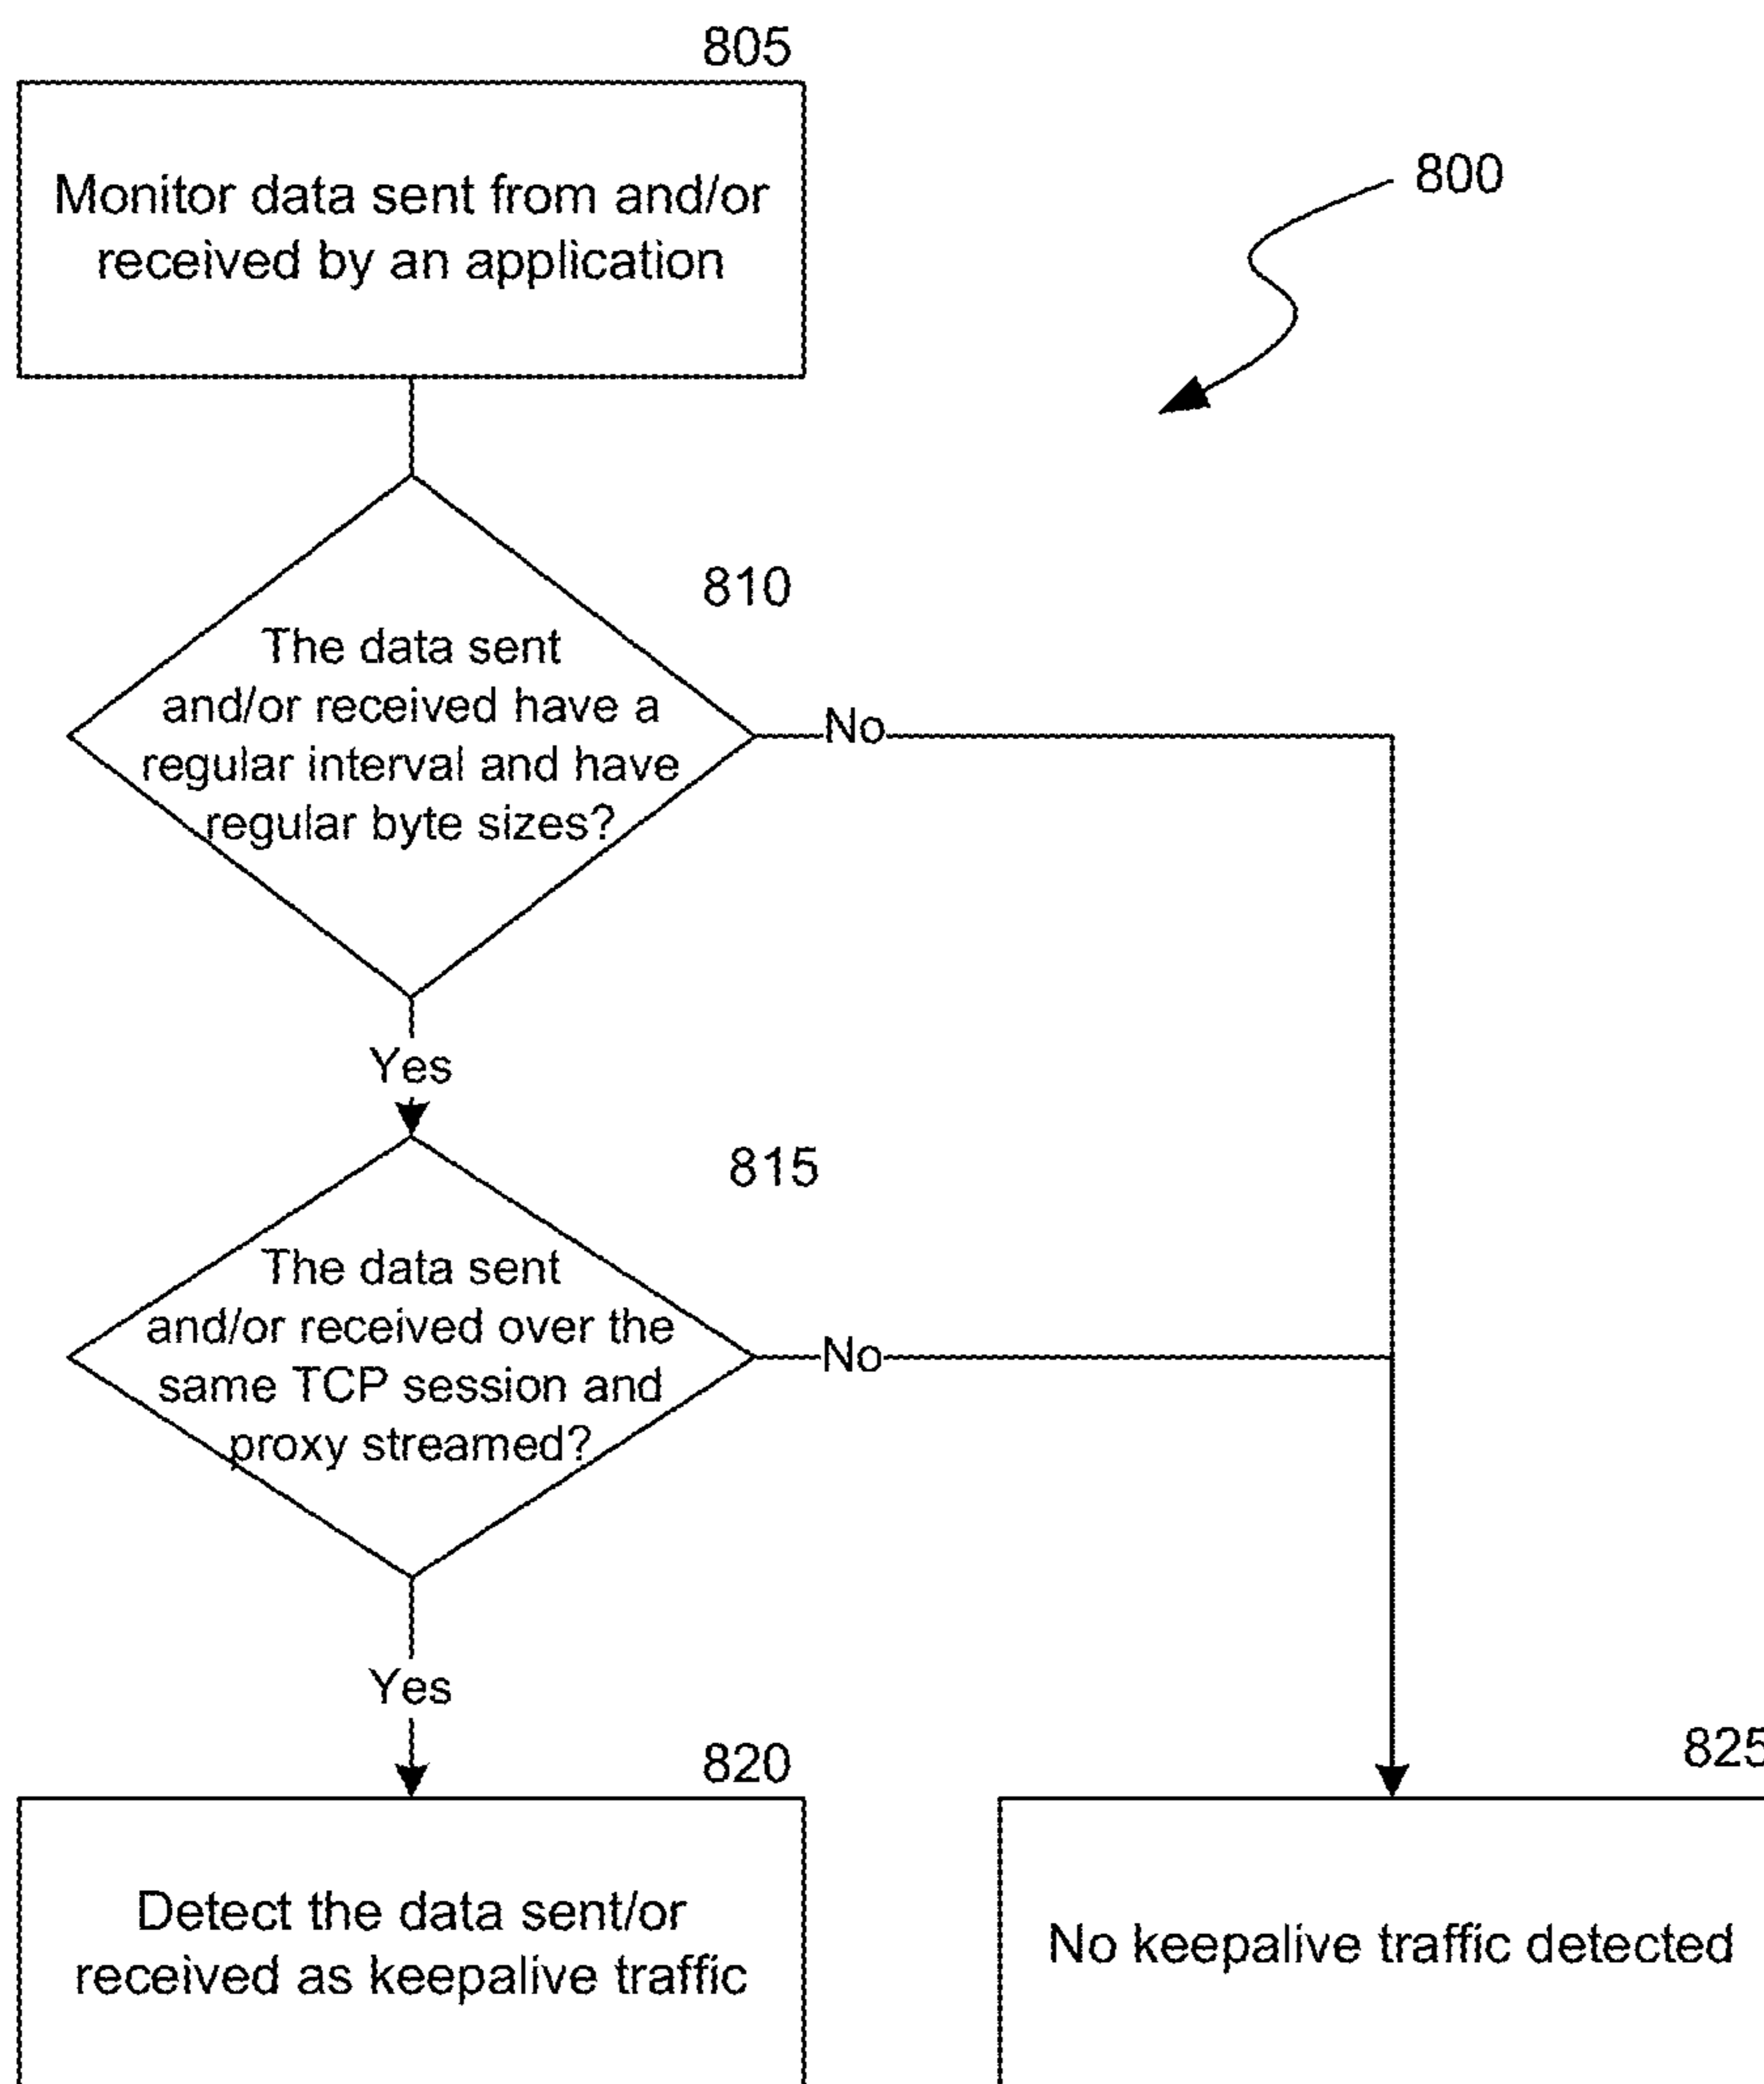 805
Monitor data sent from and/or
received by an application
800
810
The data sent
and/or received have a
regular interval and have
regular byte sizes?
No
Yes
815
The data sent
and/or received over the
same TCP session and
proxy streamed?
No
Yes
820
Detect the data sent/or
received as keepalive traffic
825
No keepalive traffic detected